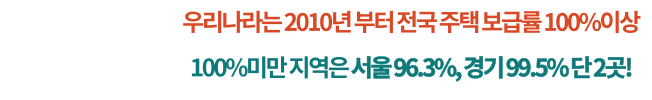 우리나라는 2010년 부터 전국 주택 보급률 100%이상
100%미만 지역은 서울 96.3%, 경기 99.5% 단 2곳!